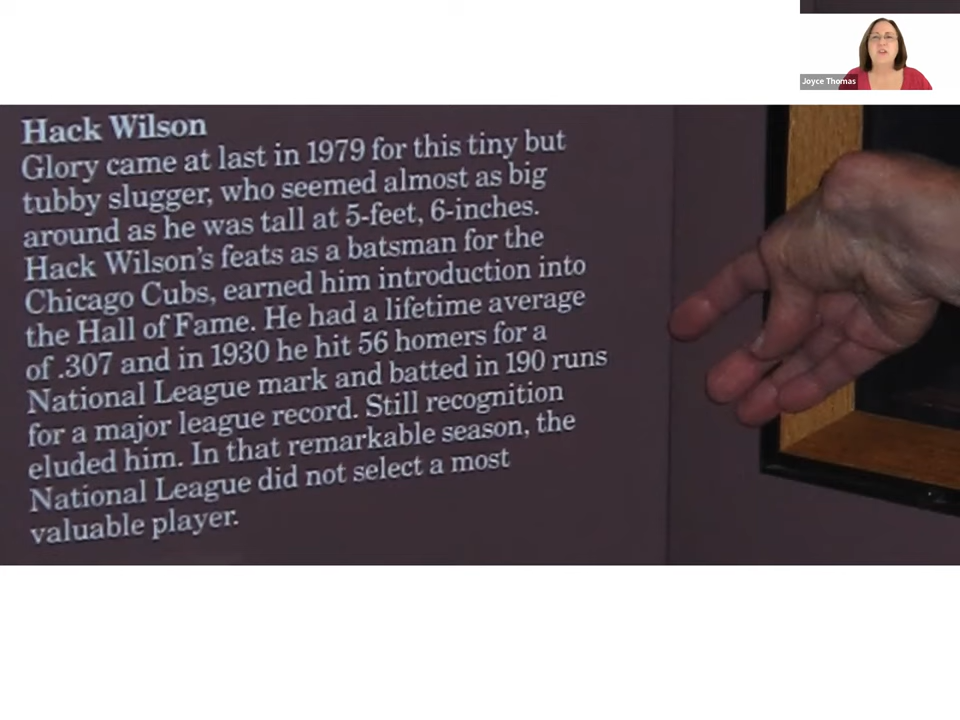 Joyce Thomas
Hack Wilson
Glory came at last in 1979 for this tiny but
tubby slugger, who seemed almost as big
around as he was tall at 5-feet, 6-inches.
Hack Wilson's feats as a batsman for the
Chicago Cubs, earned him introduction into
the Hall of Fame. He had a lifetime average
of .307 and in 1930 he hit 56 homers for a
National League mark and batted in 190 runs
for a major league record. Still recognition
eluded him. In that remarkable season, the
National League did not select a most
valuable player.